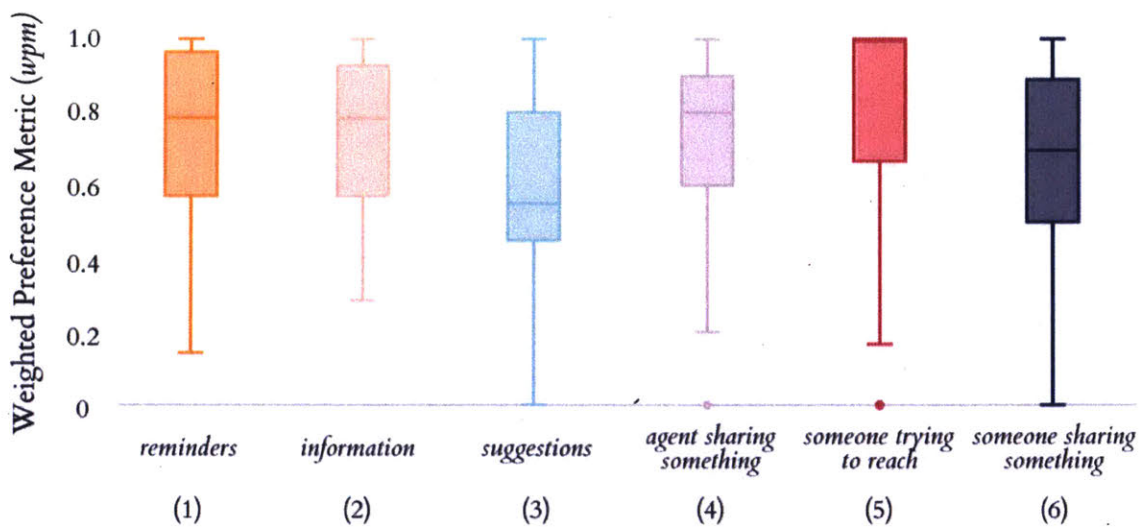 Weighted Preference Metric (wpm)
1.0
0.8
0.6
0.4
0.2
0
reminders
information
suggestions
agent sharing
something
someone trying
to reach
someone sharing
something
(1)
(2)
(3)
(4)
(5)
(6)